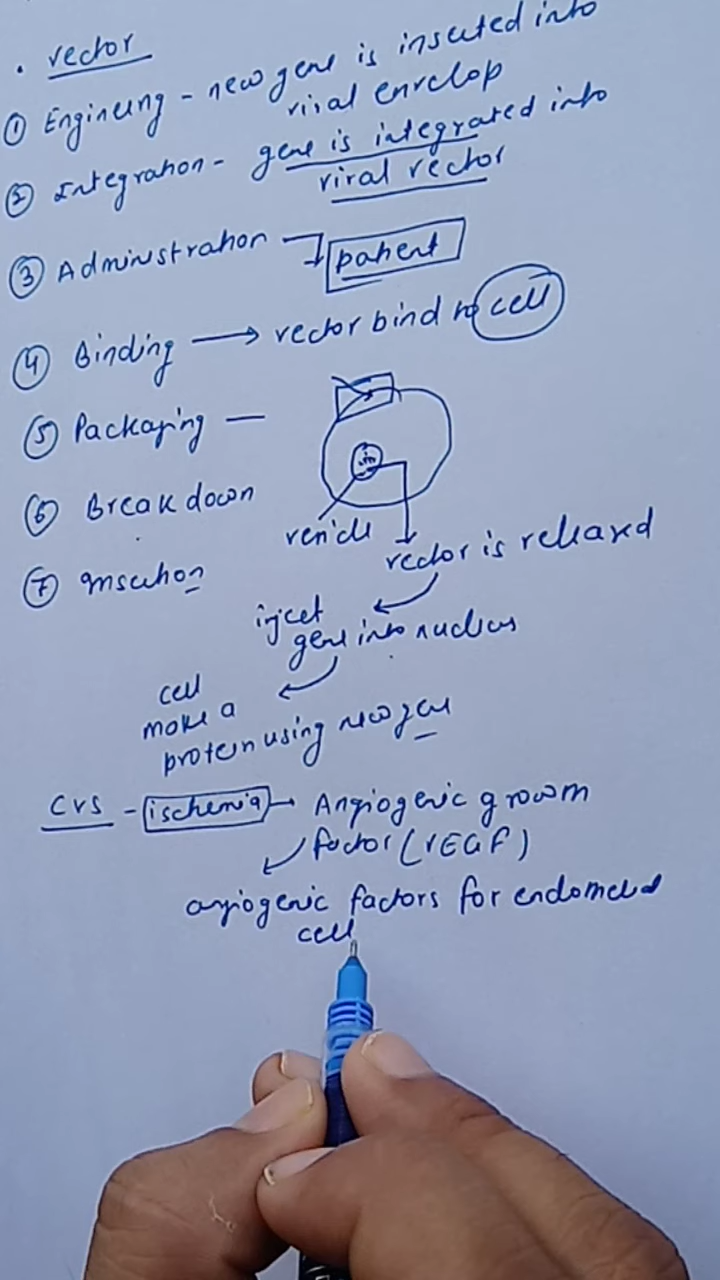 . vector
① Engineering - new gene is inserted into
viral envelop
② Integration - gene is integrated into
viral vector
③ Administration → patient
④ Binding → vector bind to cell
⑤ Packaging -
⑥ Breakdown
vericle
vector is released
⑦ Insertion
inject
gene into nucleus
cell
make a
protein using new gene
CVS - ischemia → Angiogenic growth
factor (VEGF)
angiogenic factors for endothelial
cell